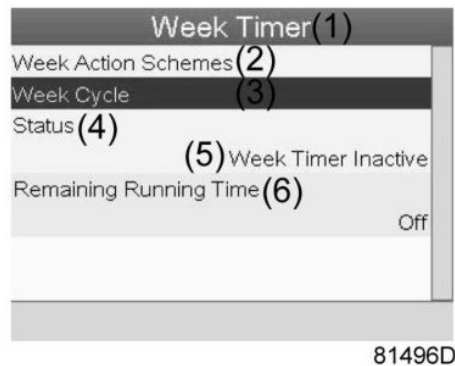 Week Timer(1)
Week Action Schemes(2)
Week Cycle (3)
Status(4)
(5)Week Timer Inactive
Remaining Running Time(6)
Off
81496D